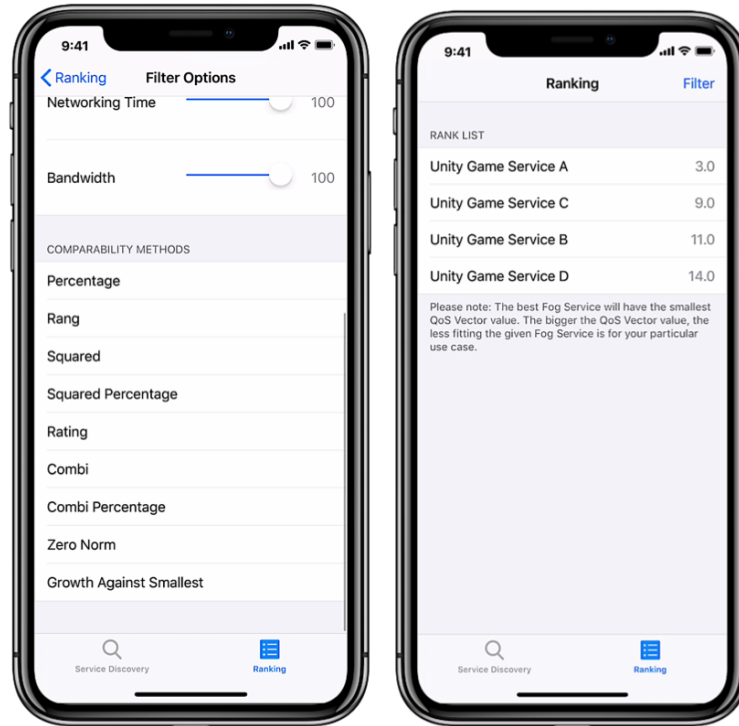 9:41
Ranking
Filter Options
Networking Time
100
Bandwidth
100
COMPARABILITY METHODS
Percentage
Rang
Squared
Squared Percentage
Rating
Combi
Combi Percentage
Zero Norm
Growth Against Smallest
Service Discovery
Ranking
9:41
Ranking
Filter
RANK LIST
Unity Game Service A
3.0
Unity Game Service C
9.0
Unity Game Service B
11.0
Unity Game Service D
14.0
Please note: The best Fog Service will have the smallest
QoS Vector value. The bigger the QoS Vector value, the
less fitting the given Fog Service is for your particular
use case.
Service Discovery
Ranking